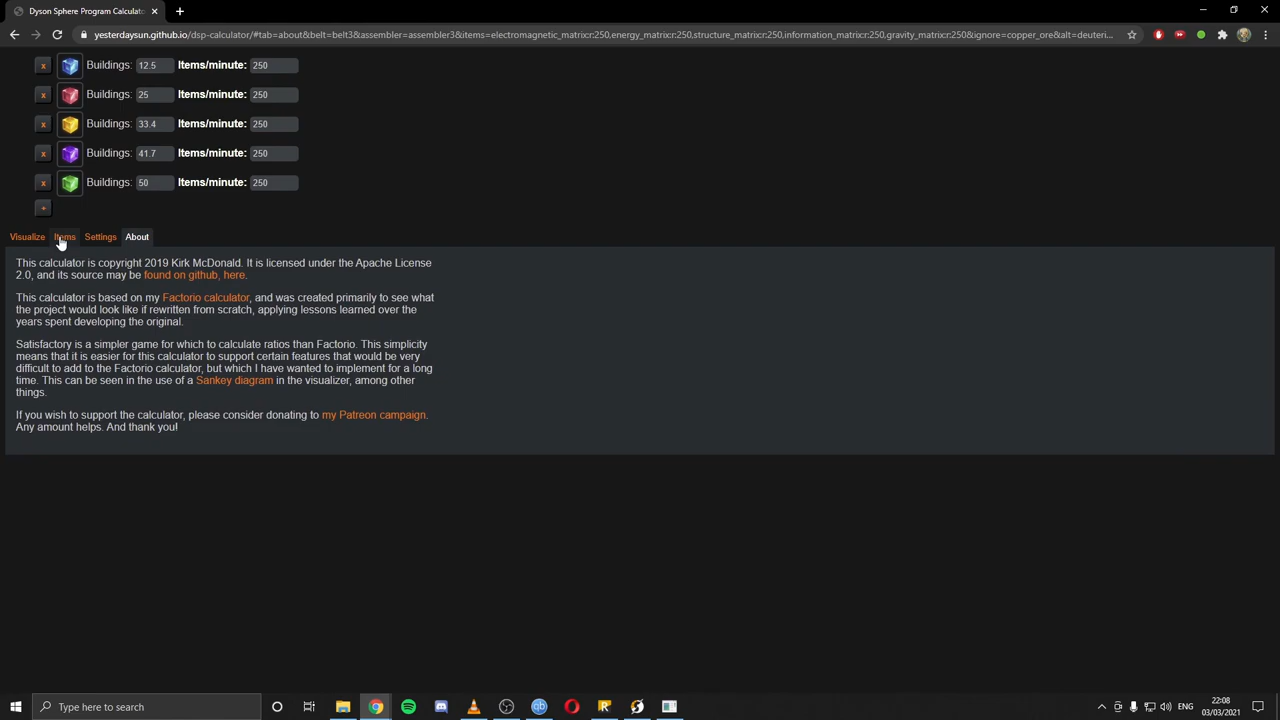 Dyson Sphere Program Calculato
yesterdaysun.github.io/dsp-calculator/#tab=about&belt=belt3&assembler=assembler3&items=electromagnetic_matrix:r:250,energy_matrix:r:250,structure_matrix:r:250,information_matrix:r:250,gravity_matrix:r:250&ignore=copper_ore&alt=deuteri...
x Buildings: 12.5 Items/minute: 250
x Buildings: 25 Items/minute: 250
x Buildings: 33.4 Items/minute: 250
x Buildings: 41.7 Items/minute: 250
x Buildings: 50 Items/minute: 250
+
Visualize Items Settings About
This calculator is copyright 2019 Kirk McDonald. It is licensed under the Apache License
2.0, and its source may be found on github, here.
This calculator is based on my Factorio calculator, and was created primarily to see what
the project would look like if rewritten from scratch, applying lessons learned over the
years spent developing the original.
Satisfactory is a simpler game for which to calculate ratios than Factorio. This simplicity
means that it is easier for this calculator to support certain features that would be very
difficult to add to the Factorio calculator, but which I have wanted to implement for a long
time. This can be seen in the use of a Sankey diagram in the visualizer, among other
things.
If you wish to support the calculator, please consider donating to my Patreon campaign.
Any amount helps. And thank you!
Type here to search
ENG
22:08
03/03/2021